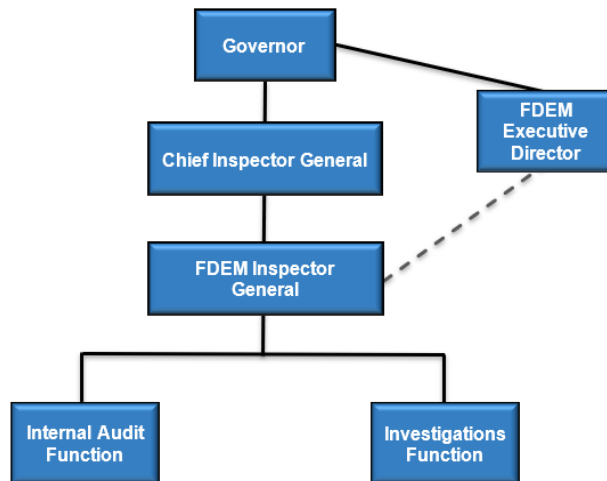 Governor
FDEM
Executive
Director
Chief Inspector General
FDEM Inspector
General
Internal Audit
Function
Investigations
Function